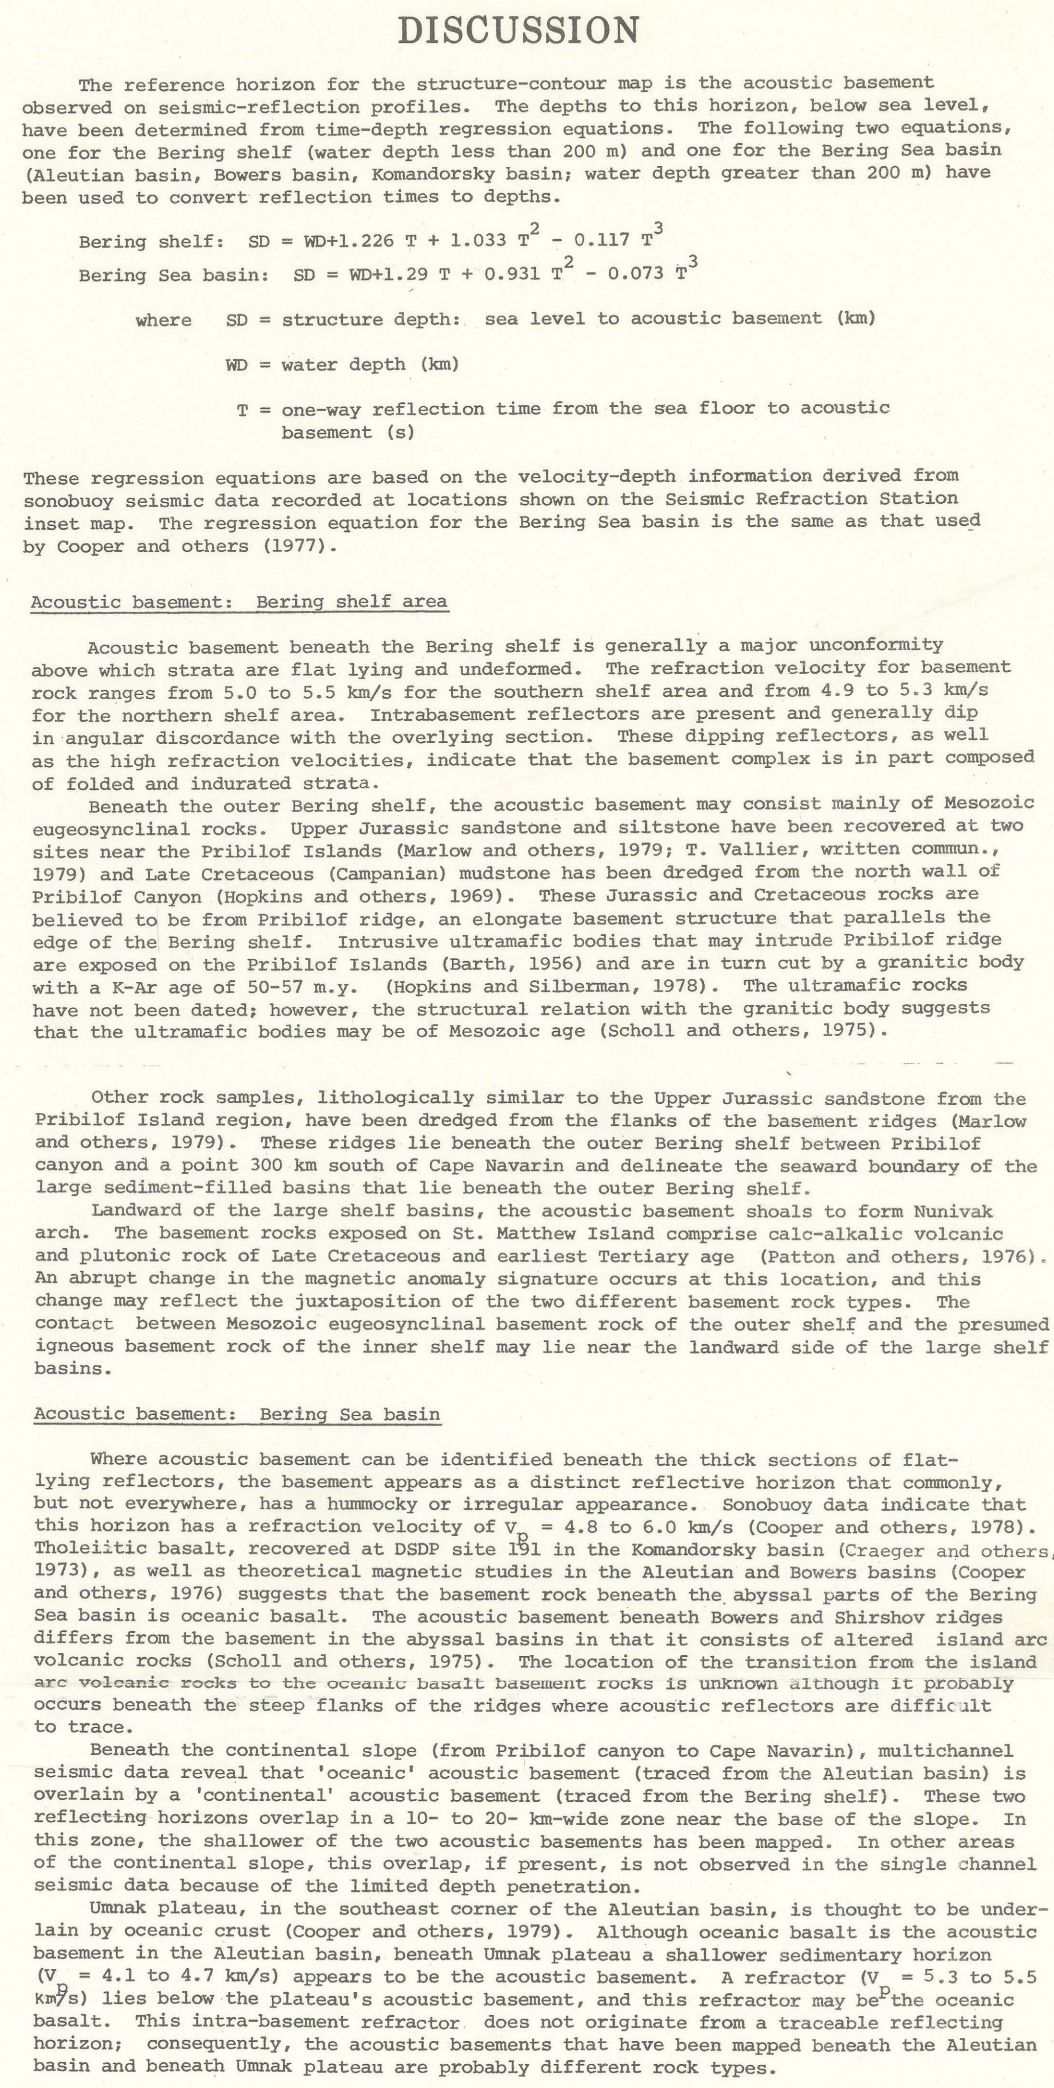 DISCUSSION
The reference horizon for the structure-contour map is the acoustic basement
observed on seismic-reflection profiles. The depths to this horizon, below sea level,
have been determined from time-depth regression equations. The following two equations,
one for the Bering shelf (water depth less than 200 m) and one for the Bering Sea basin
(Aleutian basin, Bowers basin, Komandorsky basin; water depth greater than 200 m) have
been used to convert reflection times to depths.
Bering shelf: SD = WD+1.226 T + 1.033 T² - 0.117 T³
Bering Sea basin: SD = WD+1.29 T + 0.931 T² - 0.073 T³
where SD = structure depth: sea level to acoustic basement (km)
WD = water depth (km)
T = one-way reflection time from the sea floor to acoustic
basement (s)
These regression equations are based on the velocity-depth information derived from
sonobuoy seismic data recorded at locations shown on the Seismic Refraction Station
inset map. The regression equation for the Bering Sea basin is the same as that used
by Cooper and others (1977).
Acoustic basement: Bering shelf area
Acoustic basement beneath the Bering shelf is generally a major unconformity
above which strata are flat lying and undeformed. The refraction velocity for basement
rock ranges from 5.0 to 5.5 km/s for the southern shelf area and from 4.9 to 5.3 km/s
for the northern shelf area. Intrabasement reflectors are present and generally dip
in angular discordance with the overlying section. These dipping reflectors, as well
as the high refraction velocities, indicate that the basement complex is in part composed
of folded and indurated strata.
Beneath the outer Bering shelf, the acoustic basement may consist mainly of Mesozoic
eugeosynclinal rocks. Upper Jurassic sandstone and siltstone have been recovered at two
sites near the Pribilof Islands (Marlow and others, 1979; T. Vallier, written commun.,
1979) and Late Cretaceous (Campanian) mudstone has been dredged from the north wall of
Pribilof Canyon (Hopkins and others, 1969). These Jurassic and Cretaceous rocks are
believed to be from Pribilof ridge, an elongate basement structure that parallels the
edge of the Bering shelf. Intrusive ultramafic bodies that may intrude Pribilof ridge
are exposed on the Pribilof Islands (Barth, 1956) and are in turn cut by a granitic body
with a K-Ar age of 50-57 m.y. (Hopkins and Silberman, 1978). The ultramafic rocks
have not been dated; however, the structural relation with the granitic body suggests
that the ultramafic bodies may be of Mesozoic age (Scholl and others, 1975).
Other rock samples, lithologically similar to the Upper Jurassic sandstone from the
Pribilof Island region, have been dredged from the flanks of the basement ridges (Marlow
and others, 1979). These ridges lie beneath the outer Bering shelf between Pribilof
canyon and a point 300 km south of Cape Navarin and delineate the seaward boundary of the
large sediment-filled basins that lie beneath the outer Bering shelf.
Landward of the large shelf basins, the acoustic basement shoals to form Nunivak
arch. The basement rocks exposed on St. Matthew Island comprise calc-alkalic volcanic
and plutonic rock of Late Cretaceous and earliest Tertiary age (Patton and others, 1976).
An abrupt change in the magnetic anomaly signature occurs at this location, and this
change may reflect the juxtaposition of the two different basement rock types. The
contact between Mesozoic eugeosynclinal basement rock of the outer shelf and the presumed
igneous basement rock of the inner shelf may lie near the landward side of the large shelf
basins.
Acoustic basement: Bering Sea basin
Where acoustic basement can be identified beneath the thick sections of flat-
lying reflectors, the basement appears as a distinct reflective horizon that commonly,
but not everywhere, has a hummocky or irregular appearance. Sonobuoy data indicate that
this horizon has a refraction velocity of Vp = 4.8 to 6.0 km/s (Cooper and others, 1978).
Tholeiitic basalt, recovered at DSDP site 191 in the Komandorsky basin (Craeger and others,
1973), as well as theoretical magnetic studies in the Aleutian and Bowers basins (Cooper
and others, 1976) suggests that the basement rock beneath the abyssal parts of the Bering
Sea basin is oceanic basalt. The acoustic basement beneath Bowers and Shirshov ridges
differs from the basement in the abyssal basins in that it consists of altered island arc
volcanic rocks (Scholl and others, 1975). The location of the transition from the island
arc volcanic rocks to the oceanic basalt basement rocks is unknown although it probably
occurs beneath the steep flanks of the ridges where acoustic reflectors are difficult
to trace.
Beneath the continental slope (from Pribilof canyon to Cape Navarin), multichannel
seismic data reveal that 'oceanic' acoustic basement (traced from the Aleutian basin) is
overlain by a 'continental' acoustic basement (traced from the Bering shelf). These two
reflecting horizons overlap in a 10- to 20- km-wide zone near the base of the slope. In
this zone, the shallower of the two acoustic basements has been mapped. In other areas
of the continental slope, this overlap, if present, is not observed in the single channel
seismic data because of the limited depth penetration.
Umnak plateau, in the southeast corner of the Aleutian basin, is thought to be under-
lain by oceanic crust (Cooper and others, 1979). Although oceanic basalt is the acoustic
basement in the Aleutian basin, beneath Umnak plateau a shallower sedimentary horizon
(Vp = 4.1 to 4.7 km/s) appears to be the acoustic basement. A refractor (Vp = 5.3 to 5.5
km/s) lies below the plateau's acoustic basement, and this refractor may be the oceanic
basalt. This intra-basement refractor does not originate from a traceable reflecting
horizon; consequently, the acoustic basements that have been mapped beneath the Aleutian
basin and beneath Umnak plateau are probably different rock types.